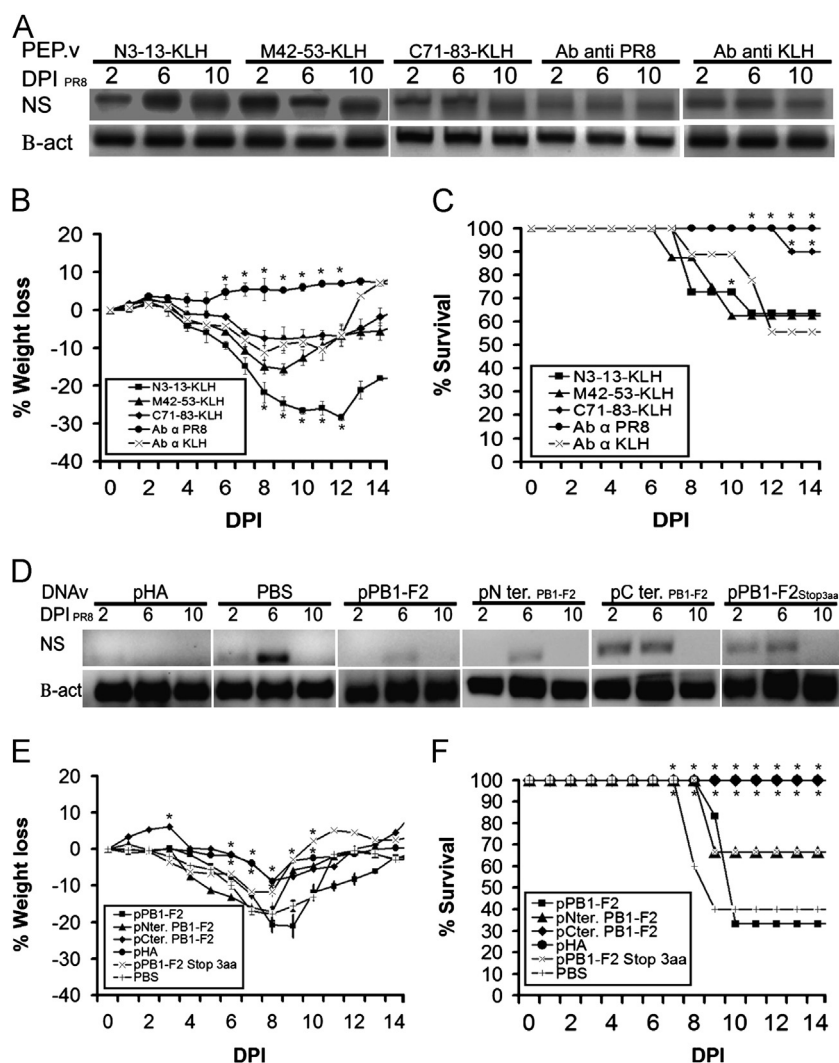 A
PEP.v N3-13-KLH M42-53-KLH C71-83-KLH Ab anti PR8 Ab anti KLH
DPI PR8 2 6 10 2 6 10 2 6 10 2 6 10 2 6 10
NS
B-act
B
20
10
0
-10
-20
-30
-40
% Weight loss
N3-13-KLH
M42-53-KLH
C71-83-KLH
Ab α PR8
Ab α KLH
* * * * * * *
* * * * *
0 2 4 6 8 10 12 14
DPI
C
100
90
80
70
60
50
40
30
20
10
0
% Survival
* * * *
* *
*
N3-13-KLH
M42-53-KLH
C71-83-KLH
Ab α PR8
Ab α KLH
0 2 4 6 8 10 12 14
DPI
D
DNAv pHA PBS pPB1-F2 pN ter. PB1-F2 pC ter. PB1-F2 pPB1-F2Stop3aa
DPI PR8 2 6 10 2 6 10 2 6 10 2 6 10 2 6 10 2 6 10
NS
B-act
E
20
10
0
-10
-20
-30
-40
% Weight loss
pPB1-F2
pNter. PB1-F2
pCter. PB1-F2
pHA
pPB1-F2 Stop 3aa
PBS
0 2 4 6 8 10 12 14
DPI
F
100
90
80
70
60
50
40
30
20
10
0
% Survival
* * * * * * * *
* * * * * * * *
pPB1-F2
pNter. PB1-F2
pCter. PB1-F2
pHA
pPB1-F2 Stop 3aa
PBS
0 2 4 6 8 10 12 14
DPI